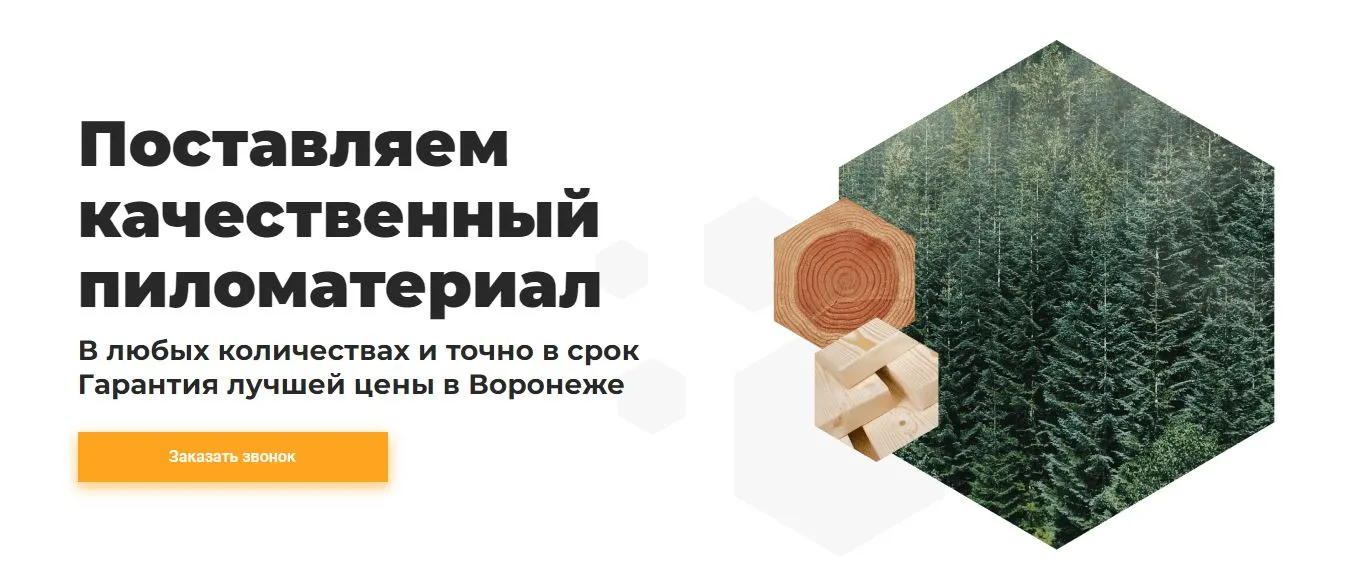 Поставляем
качественный
пиломатериал
В любых количествах и точно в срок
Гарантия лучшей цены в Воронеже
Заказать звонок